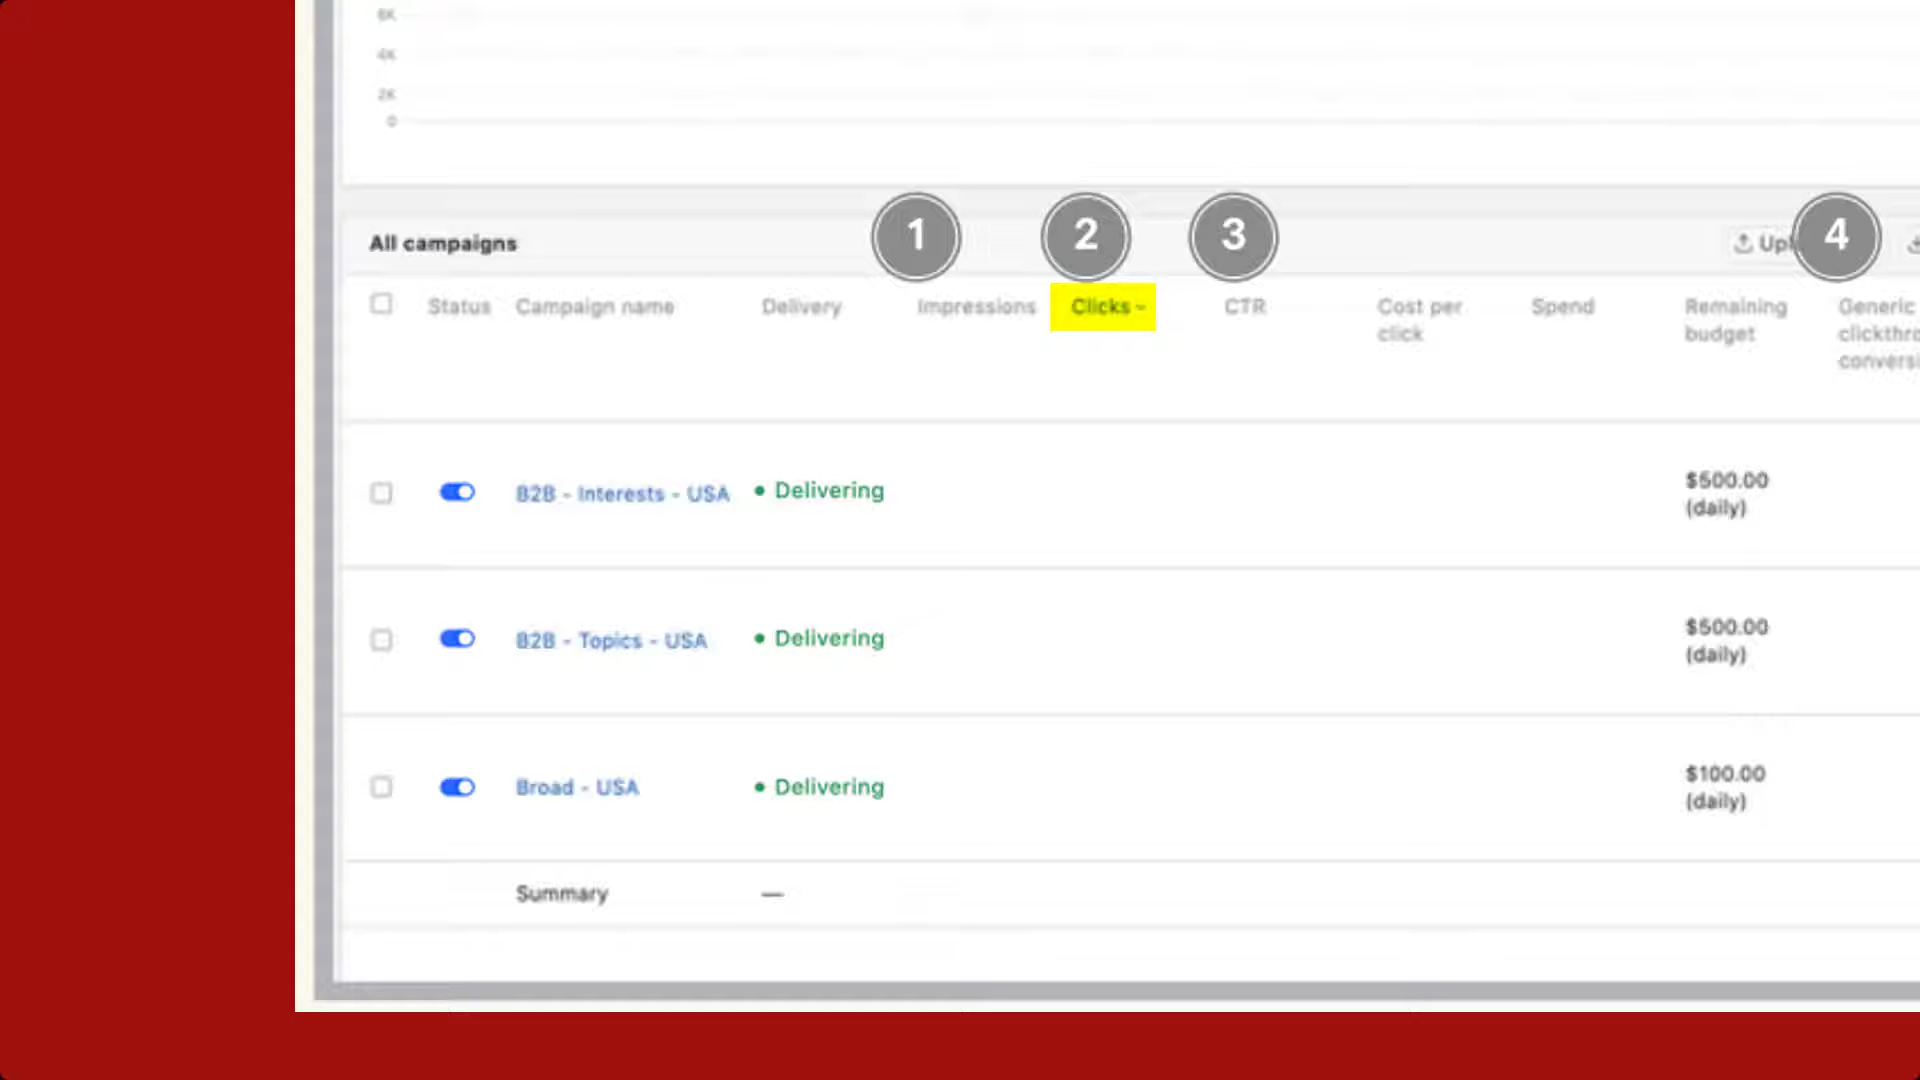 6K
4K
2K
0
1 2 3 4
All campaigns
Status Campaign name Delivery Impressions Clicks CTR Cost per click Spend Remaining budget Generic
B2B - Interests - USA Delivering $500.00 (daily)
B2B - Topics - USA Delivering $500.00 (daily)
Broad - USA Delivering $100.00 (daily)
Summary —